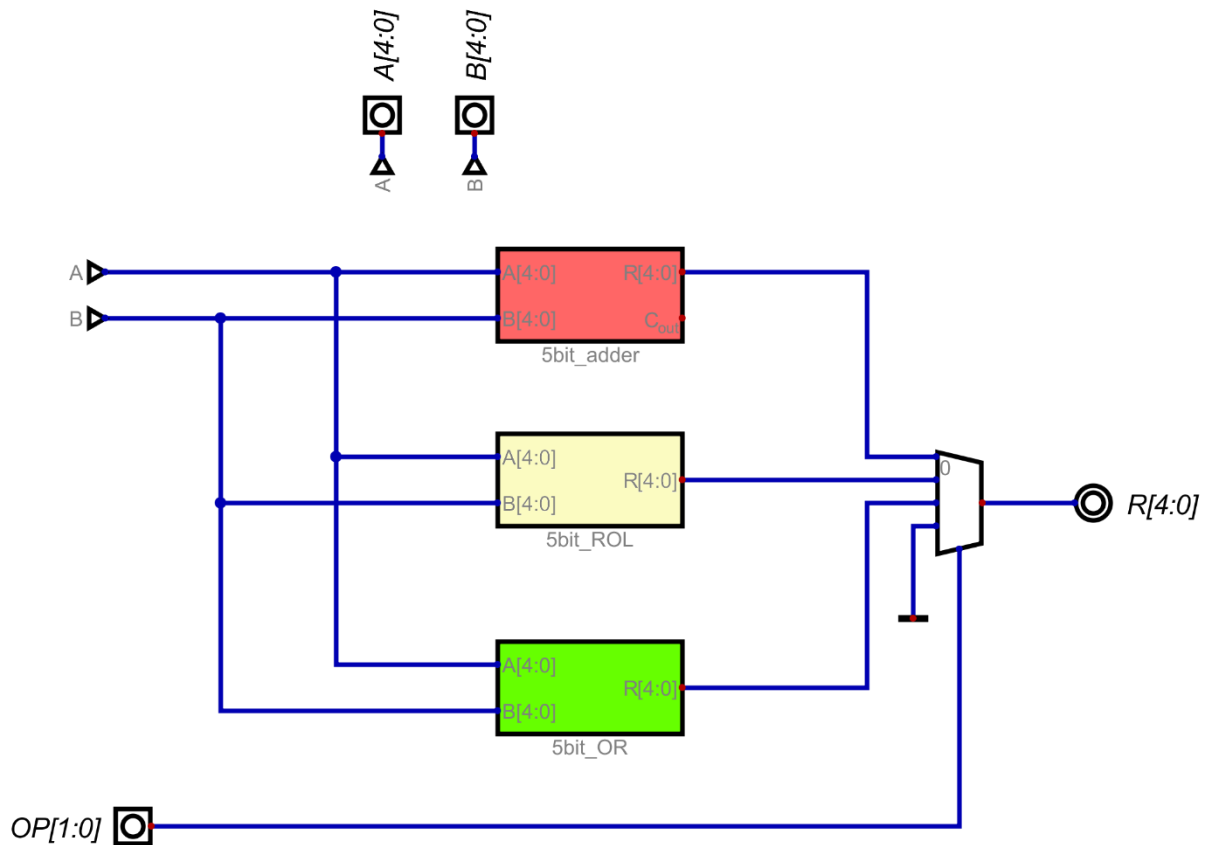 A[4:0]
B[4:0]
A
B
A
B
A[4:0]
R[4:0]
B[4:0]
Cout
5bit_adder
A[4:0]
R[4:0]
B[4:0]
5bit_ROL
0
R[4:0]
A[4:0]
R[4:0]
B[4:0]
5bit_OR
OP[1:0]